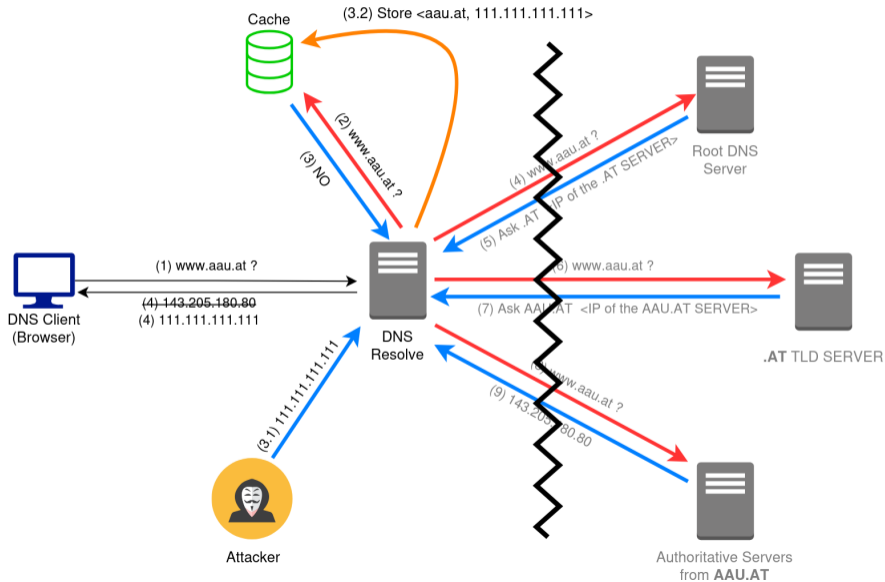 Cache
(3.2) Store <aau.at, 111.111.111.111>
(2) www.aau.at ?
(3) NO
(4) www.aau.at ?
(5) Ask .AT <IP of the .AT SERVER>
Root DNS
Server
(1) www.aau.at ?
(4) 143.205.180.80
(4) 111.111.111.111
DNS Client
(Browser)
DNS
Resolve
(6) www.aau.at ?
(7) Ask AAU.AT <IP of the AAU.AT SERVER>
.AT TLD SERVER
(8) www.aau.at ?
(9) 143.205.180.80
(3.1) 111.111.111.111
Attacker
Authoritative Servers
from AAU.AT